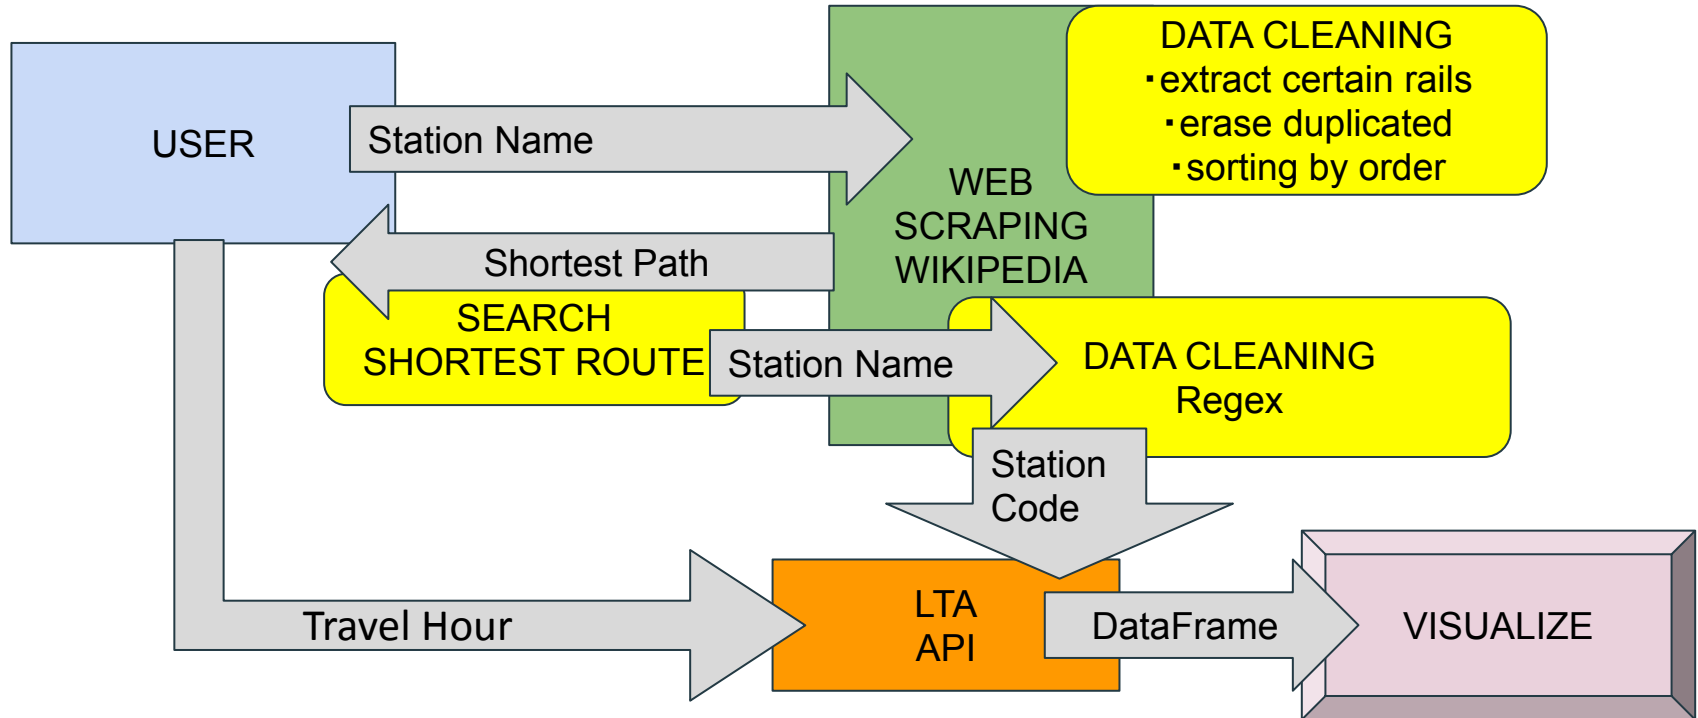 USER
Station Name
DATA CLEANING
･extract certain rails
･erase duplicated
･sorting by order
WEB
SCRAPING
WIKIPEDIA
Shortest Path
SEARCH
SHORTEST ROUTE
Station Name
DATA CLEANING
Regex
Station
Code
Travel Hour
LTA
API
DataFrame
VISUALIZE